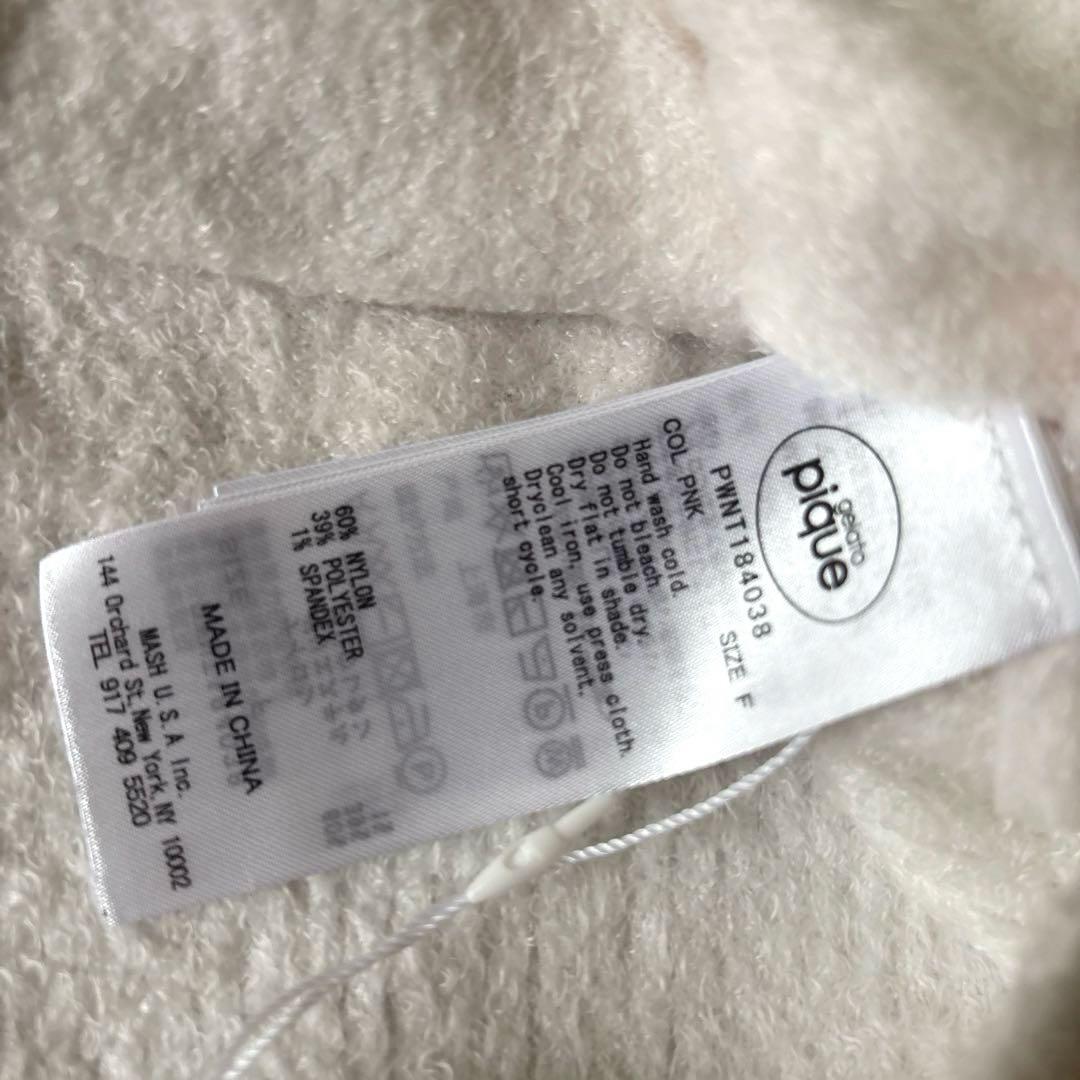 gelato
pique
PWNT184038 SIZE F
COL PNK
Hand wash cold.
Do not bleach.
Do not tumble dry.
Dry flat in shade.
Cool iron, use press cloth.
Dryclean any solvent,
short cycle.
60% NYLON
39% POLYESTER
1% SPANDEX
MADE IN CHINA
MASH U. S. A Inc.
144 Orchard St. New York. NY 10002
TEL 917 409 5520